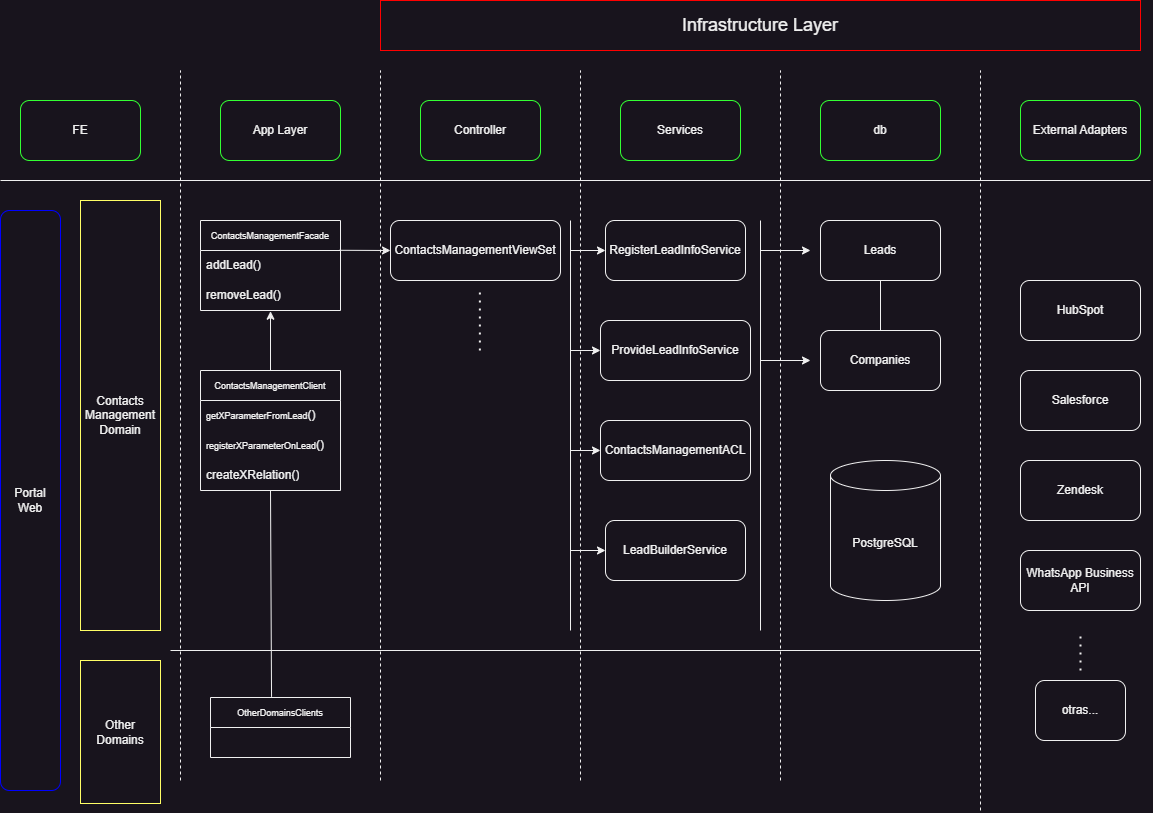 Infrastructure Layer
FE
App Layer
Controller
Services
db
External Adapters
Portal
Web
Contacts
Management
Domain
ContactsManagementFacade
addLead()
removeLead()
ContactsManagementClient
getXParameterFromLead()
registerXParameterOnLead()
createXRelation()
ContactsManagementViewSet
RegisterLeadInfoService
ProvideLeadInfoService
ContactsManagementACL
LeadBuilderService
Leads
Companies
PostgreSQL
HubSpot
Salesforce
Zendesk
WhatsApp Business
API
otras...
Other
Domains
OtherDomainsClients